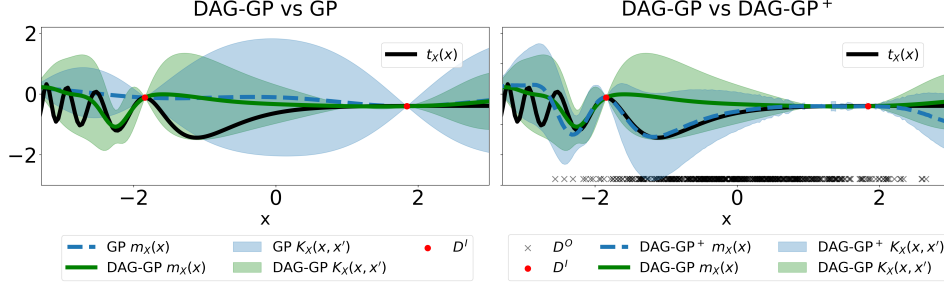 DAG-GP vs GP
DAG-GP vs DAG-GP⁺
t_X(x)
t_X(x)
2
0
−2
−2
0
2
−2
0
2
x
x
GP m_X(x)
GP K_X(x, x′)
D^I
DAG-GP m_X(x)
DAG-GP K_X(x, x′)
D^O
DAG-GP⁺ m_X(x)
DAG-GP⁺ K_X(x, x′)
D^I
DAG-GP m_X(x)
DAG-GP K_X(x, x′)